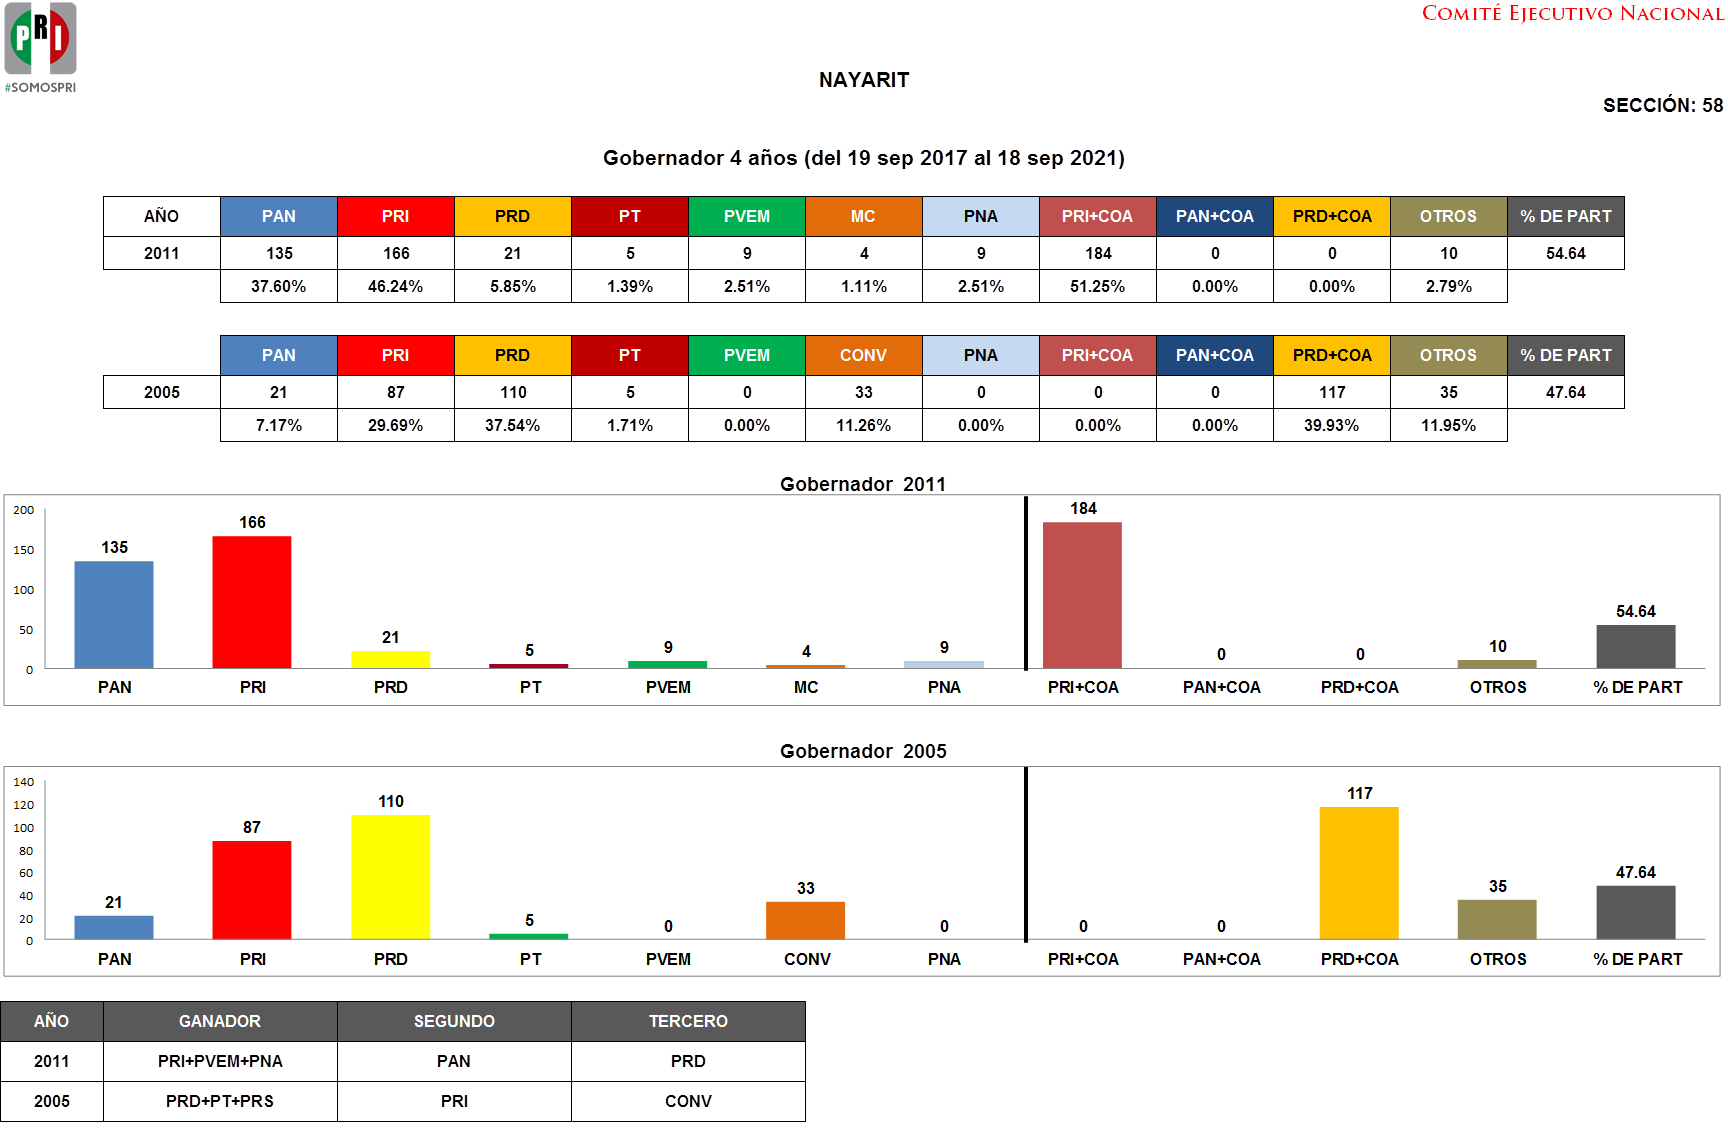 PRI
#SOMOSPRI
COMITÉ EJECUTIVO NACIONAL
NAYARIT
SECCIÓN: 58
Gobernador 4 años (del 19 sep 2017 al 18 sep 2021)
AÑO PAN PRI PRD PT PVEM MC PNA PRI+COA PAN+COA PRD+COA OTROS % DE PART
2011 135 166 21 5 9 4 9 184 0 0 10 54.64
37.60% 46.24% 5.85% 1.39% 2.51% 1.11% 2.51% 51.25% 0.00% 0.00% 2.79%
PAN PRI PRD PT PVEM CONV PNA PRI+COA PAN+COA PRD+COA OTROS % DE PART
2005 21 87 110 5 0 33 0 0 0 117 35 47.64
7.17% 29.69% 37.54% 1.71% 0.00% 11.26% 0.00% 0.00% 0.00% 39.93% 11.95%
Gobernador 2011
200
150
100
50
0
135 166 21 5 9 4 9 184 0 0 10 54.64
PAN PRI PRD PT PVEM MC PNA PRI+COA PAN+COA PRD+COA OTROS % DE PART
Gobernador 2005
140
120
100
80
60
40
20
0
21 87 110 5 0 33 0 0 0 117 35 47.64
PAN PRI PRD PT PVEM CONV PNA PRI+COA PAN+COA PRD+COA OTROS % DE PART
AÑO GANADOR SEGUNDO TERCERO
2011 PRI+PVEM+PNA PAN PRD
2005 PRD+PT+PRS PRI CONV